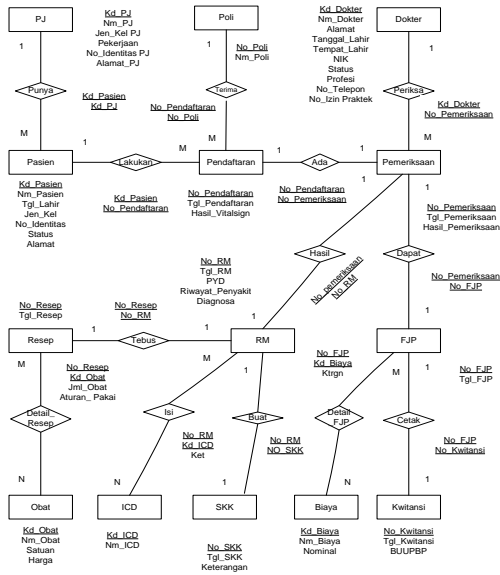 PJ
Kd_PJ
Nm_PJ
Jen_Kel PJ
Pekerjaan
No_Identitas PJ
Alamat_PJ
Poli
No_Poli
Nm_Poli
Kd_Dokter
Nm_Dokter
Alamat
Tanggal_Lahir
Tempat_Lahir
NIK
Status
Profesi
No_Telepon
No_Izin Praktek
Dokter
1
Punya
Kd_Pasien
Kd_PJ
M
1
Terima
No_Pendaftaran
No_Poli
M
1
Periksa
Kd_Dokter
No_Pemeriksaan
M
Pasien
1
Lakukan
M
Kd_Pasien
No_Pendaftaran
Pendaftaran
1
Ada
1
No_Pendaftaran
No_Pemeriksaan
Pemeriksaan
Kd_Pasien
Nm_Pasien
Tgl_Lahir
Jen_Kel
No_Identitas
Status
Alamat
No_Pendaftaran
Tgl_Pendaftaran
Hasil_Vitalsign
No_Pemeriksaan
Tgl_Pemeriksaan
Hasil_Pemeriksaan
1
Hasil
No_pemeriksaan
No_RM
1
1
Dapat
No_Pemeriksaan
No_FJP
1
No_RM
Tgl_RM
PYD
Riwayat_Penyakit
Diagnosa
No_Resep
Tgl_Resep
Resep
1
No_Resep
No_RM
Tebus
1
RM
FJP
No_FJP
Tgl_FJP
M
No_Resep
Kd_Obat
Jml_Obat
Aturan_ Pakai
Detail_
Resep
N
M
Isi
No_RM
Kd_ICD
Ket
N
1
Buat
No_RM
NO_SKK
1
M
No_FJP
Kd_Biaya
Ktrgn
Detail
FJP
N
1
Cetak
No_FJP
No_Kwitansi
1
Obat
Kd_Obat
Nm_Obat
Satuan
Harga
ICD
Kd_ICD
Nm_ICD
SKK
No_SKK
Tgl_SKK
Keterangan
Biaya
Kd_Biaya
Nm_Biaya
Nominal
Kwitansi
No_Kwitansi
Tgl_Kwitansi
BUUPBP